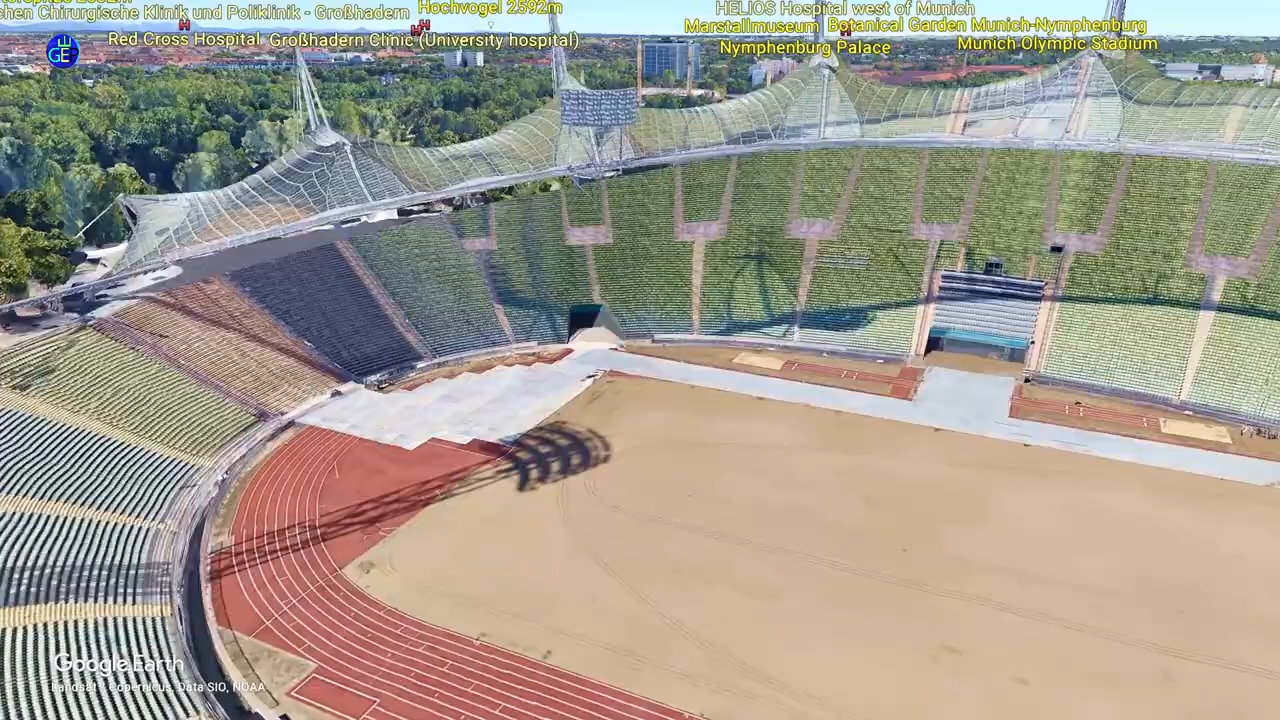 chen Chirurgische Klinik und Poliklinik - Großhadern
Hochvogel 2592m
HELIOS Hospital west of Munich
Marstallmuseum
Botanical Garden Munich-Nymphenburg
Red Cross Hospital
Großhadern Clinic (University hospital)
Nymphenburg Palace
Munich Olympic Stadium
Google Earth
Landsat / Copernicus, Data SIO, NOAA